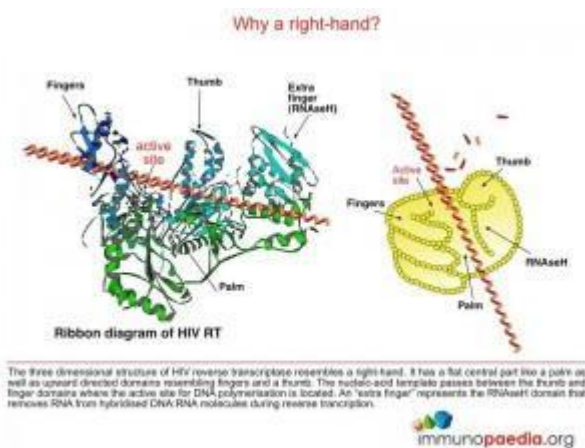 Why a right-hand?
Fingers
Thumb
Extra
finger
(RNAseH)
active
site
Palm
Ribbon diagram of HIV RT
Thumb
Active
site
Fingers
RNAseH
Palm
The three dimensional structure of HIV reverse transcriptase resembles a right-hand. It has a flat central part like a palm as
well as upward directed domains resembling fingers and a thumb. The nucleic-acid template passes between the thumb and
finger domains where the active site for DNA polymerisation is located. An "extra finger" represents the RNAseH domain that
removes RNA from hybridised DNA RNA molecules during reverse trancription.
immunopaedia.org